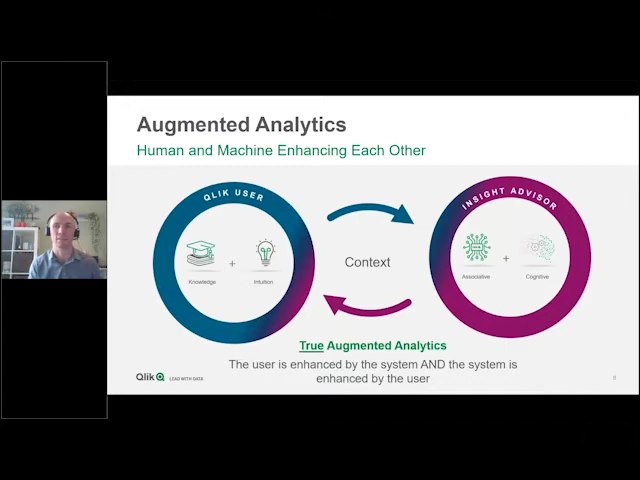 Augmented Analytics
Human and Machine Enhancing Each Other
QLIK USER
INSIGHT ADVISOR
Knowledge
+
Intuition
Context
Associative
+
Cognitive
True Augmented Analytics
The user is enhanced by the system AND the system is
enhanced by the user
Qlik LEAD WITH DATA